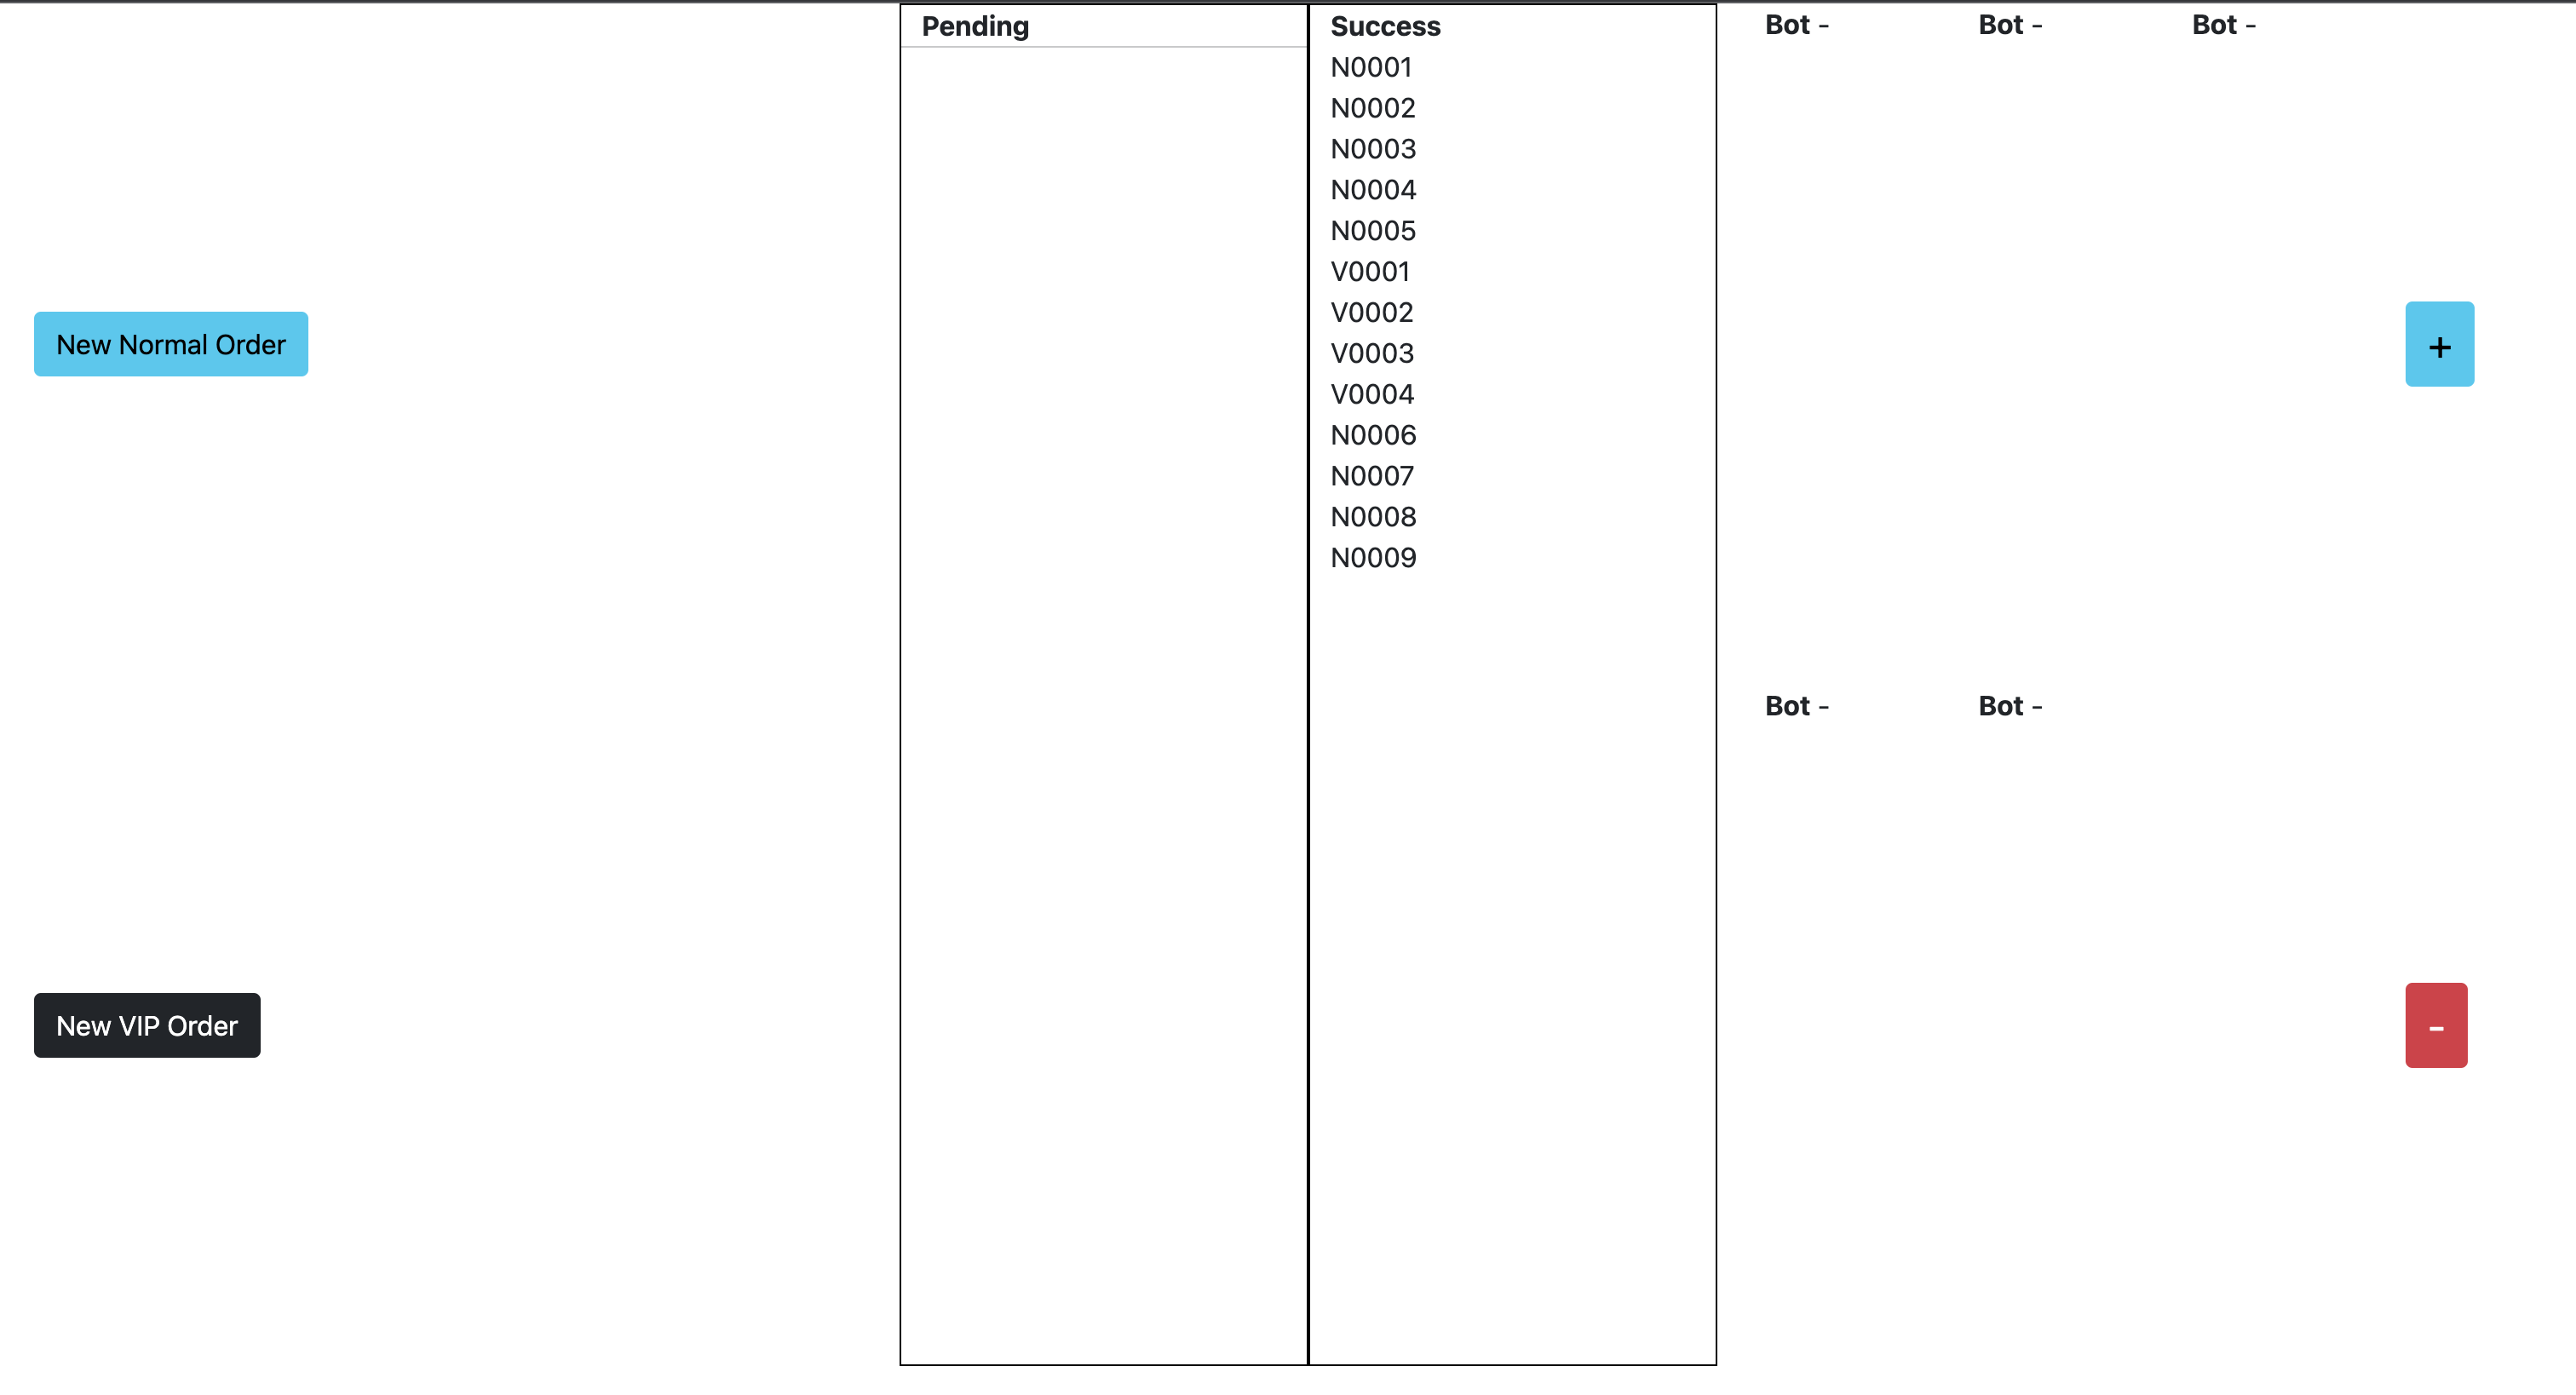 New Normal Order
New VIP Order
Pending
Success
N0001
N0002
N0003
N0004
N0005
V0001
V0002
V0003
V0004
N0006
N0007
N0008
N0009
Bot -
Bot -
Bot -
Bot -
Bot -
+
-